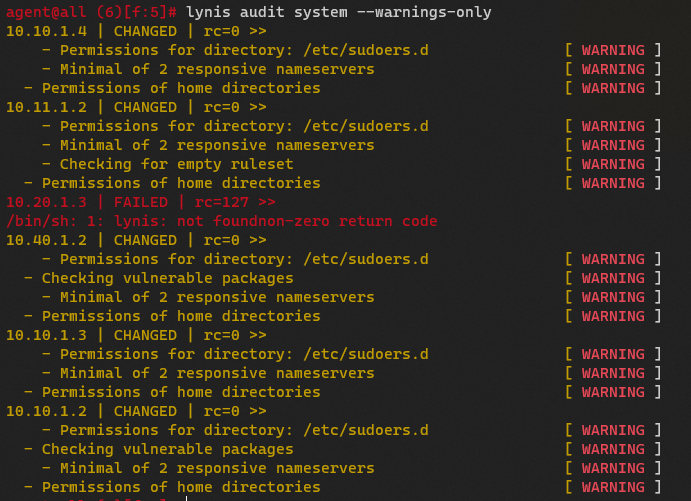 agent@all (6)[f:5]# lynis audit system --warnings-only
10.10.1.4 | CHANGED | rc=0 >>
- Permissions for directory: /etc/sudoers.d [ WARNING ]
- Minimal of 2 responsive nameservers [ WARNING ]
- Permissions of home directories [ WARNING ]
10.11.1.2 | CHANGED | rc=0 >>
- Permissions for directory: /etc/sudoers.d [ WARNING ]
- Minimal of 2 responsive nameservers [ WARNING ]
- Checking for empty ruleset [ WARNING ]
- Permissions of home directories [ WARNING ]
10.20.1.3 | FAILED | rc=127 >>
/bin/sh: 1: lynis: not foundnon-zero return code
10.40.1.2 | CHANGED | rc=0 >>
- Permissions for directory: /etc/sudoers.d [ WARNING ]
- Checking vulnerable packages [ WARNING ]
- Minimal of 2 responsive nameservers [ WARNING ]
- Permissions of home directories [ WARNING ]
10.10.1.3 | CHANGED | rc=0 >>
- Permissions for directory: /etc/sudoers.d [ WARNING ]
- Minimal of 2 responsive nameservers [ WARNING ]
- Permissions of home directories [ WARNING ]
10.10.1.2 | CHANGED | rc=0 >>
- Permissions for directory: /etc/sudoers.d [ WARNING ]
- Checking vulnerable packages [ WARNING ]
- Minimal of 2 responsive nameservers [ WARNING ]
- Permissions of home directories [ WARNING ]